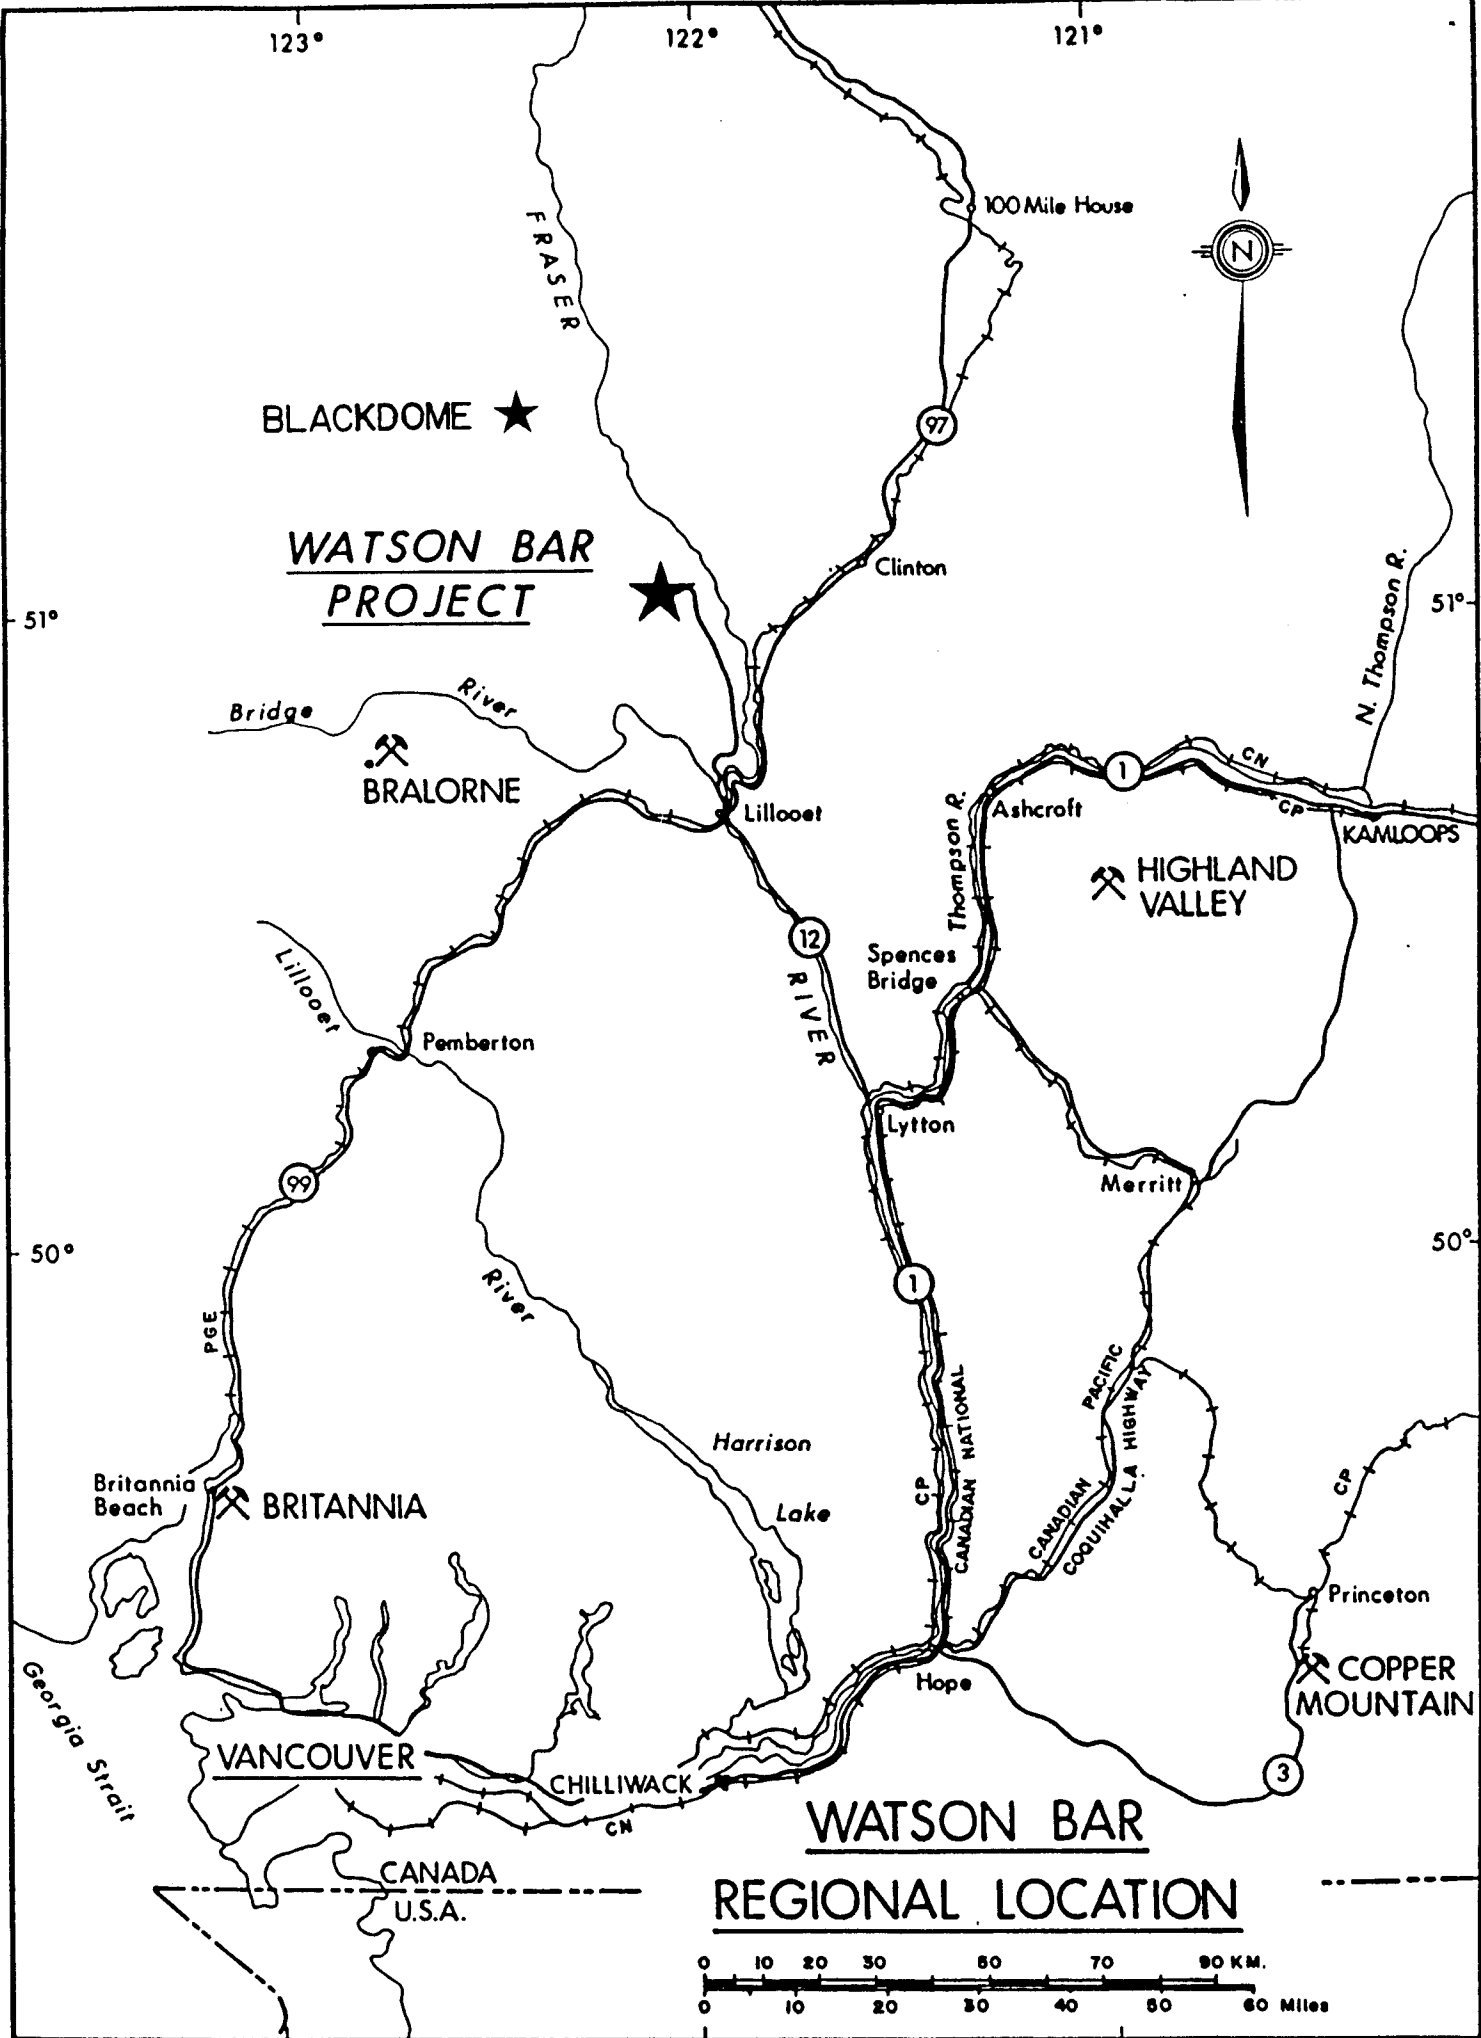 123°
122°
121°
100 Mile House
N
FRASER
BLACKDOME
97
WATSON BAR
PROJECT
Clinton
51°
51°
N. Thompson R.
Bridge
River
BRALORNE
1
CN
CP
Lillooet
Ashcroft
KAMLOOPS
Thompson R.
HIGHLAND
VALLEY
12
RIVER
Spences
Bridge
Lillooet
Pemberton
Lytton
Merritt
99
50°
50°
River
1
PGE
PACIFIC
CANADIAN
COQUIHALLA HIGHWAY
CANADIAN NATIONAL
CP
CP
Harrison
Lake
Britannia
Beach
BRITANNIA
Princeton
COPPER
MOUNTAIN
Hope
Georgia Strait
VANCOUVER
CHILLIWACK
CN
3
WATSON BAR
REGIONAL LOCATION
CANADA
U.S.A.
0 10 20 30 50 70 90 KM.
0 10 20 30 40 50 60 Miles